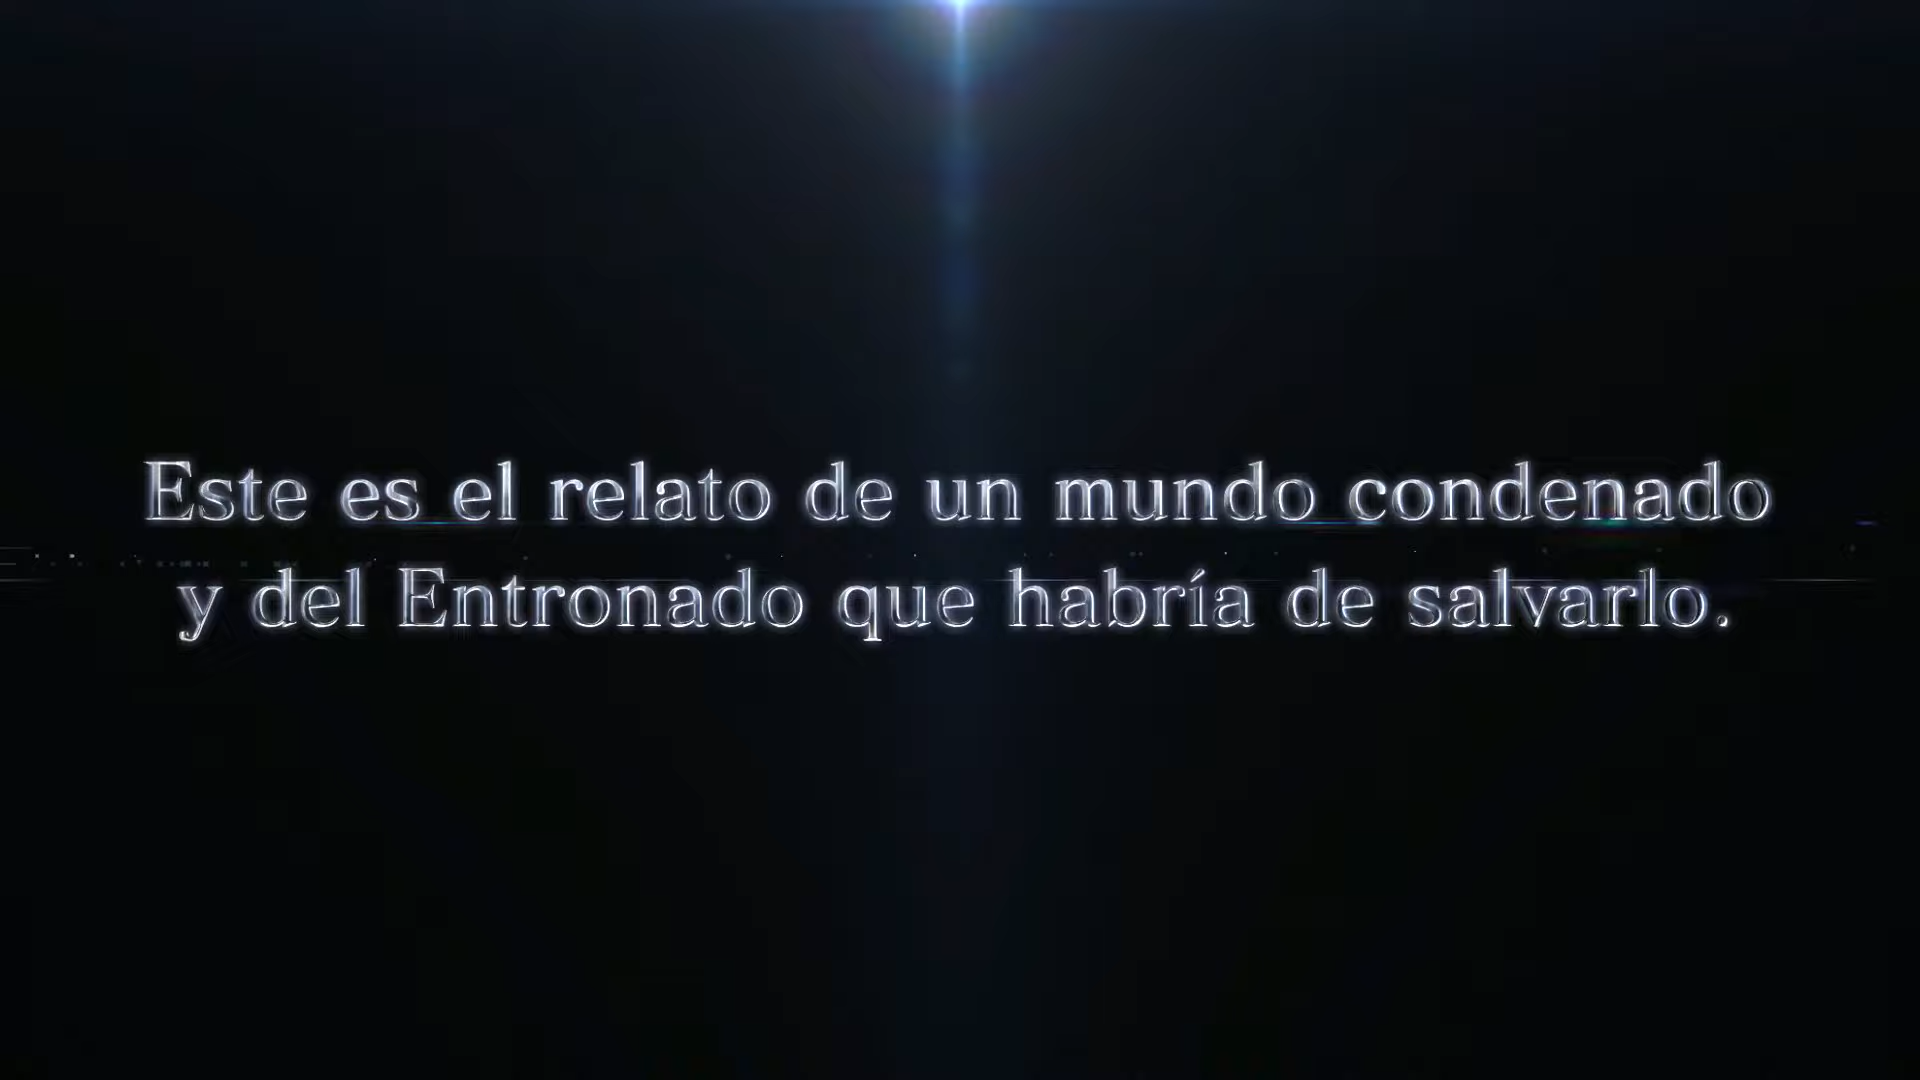 Este es el relato de un mundo condenado
y del Entronado que habría de salvarlo.